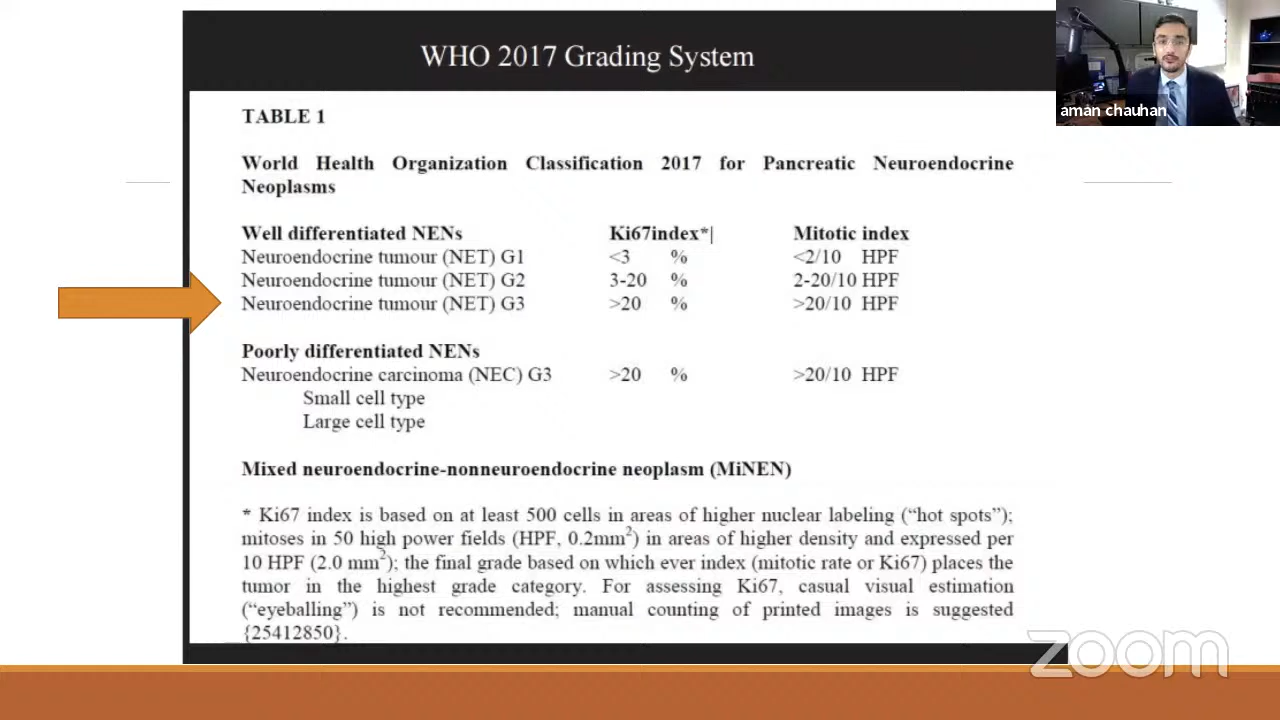 WHO 2017 Grading System
aman chauhan
TABLE 1
World Health Organization Classification 2017 for Pancreatic Neuroendocrine
Neoplasms
Well differentiated NENs Ki67index*| Mitotic index
Neuroendocrine tumour (NET) G1 <3 % <2/10 HPF
Neuroendocrine tumour (NET) G2 3-20 % 2-20/10 HPF
Neuroendocrine tumour (NET) G3 >20 % >20/10 HPF
Poorly differentiated NENs
Neuroendocrine carcinoma (NEC) G3 >20 % >20/10 HPF
Small cell type
Large cell type
Mixed neuroendocrine-nonneuroendocrine neoplasm (MiNEN)
* Ki67 index is based on at least 500 cells in areas of higher nuclear labeling (“hot spots”);
mitoses in 50 high power fields (HPF, 0.2mm²) in areas of higher density and expressed per
10 HPF (2.0 mm²); the final grade based on which ever index (mitotic rate or Ki67) places the
tumor in the highest grade category. For assessing Ki67, casual visual estimation
(“eyeballing”) is not recommended; manual counting of printed images is suggested
{25412850}.
zoom